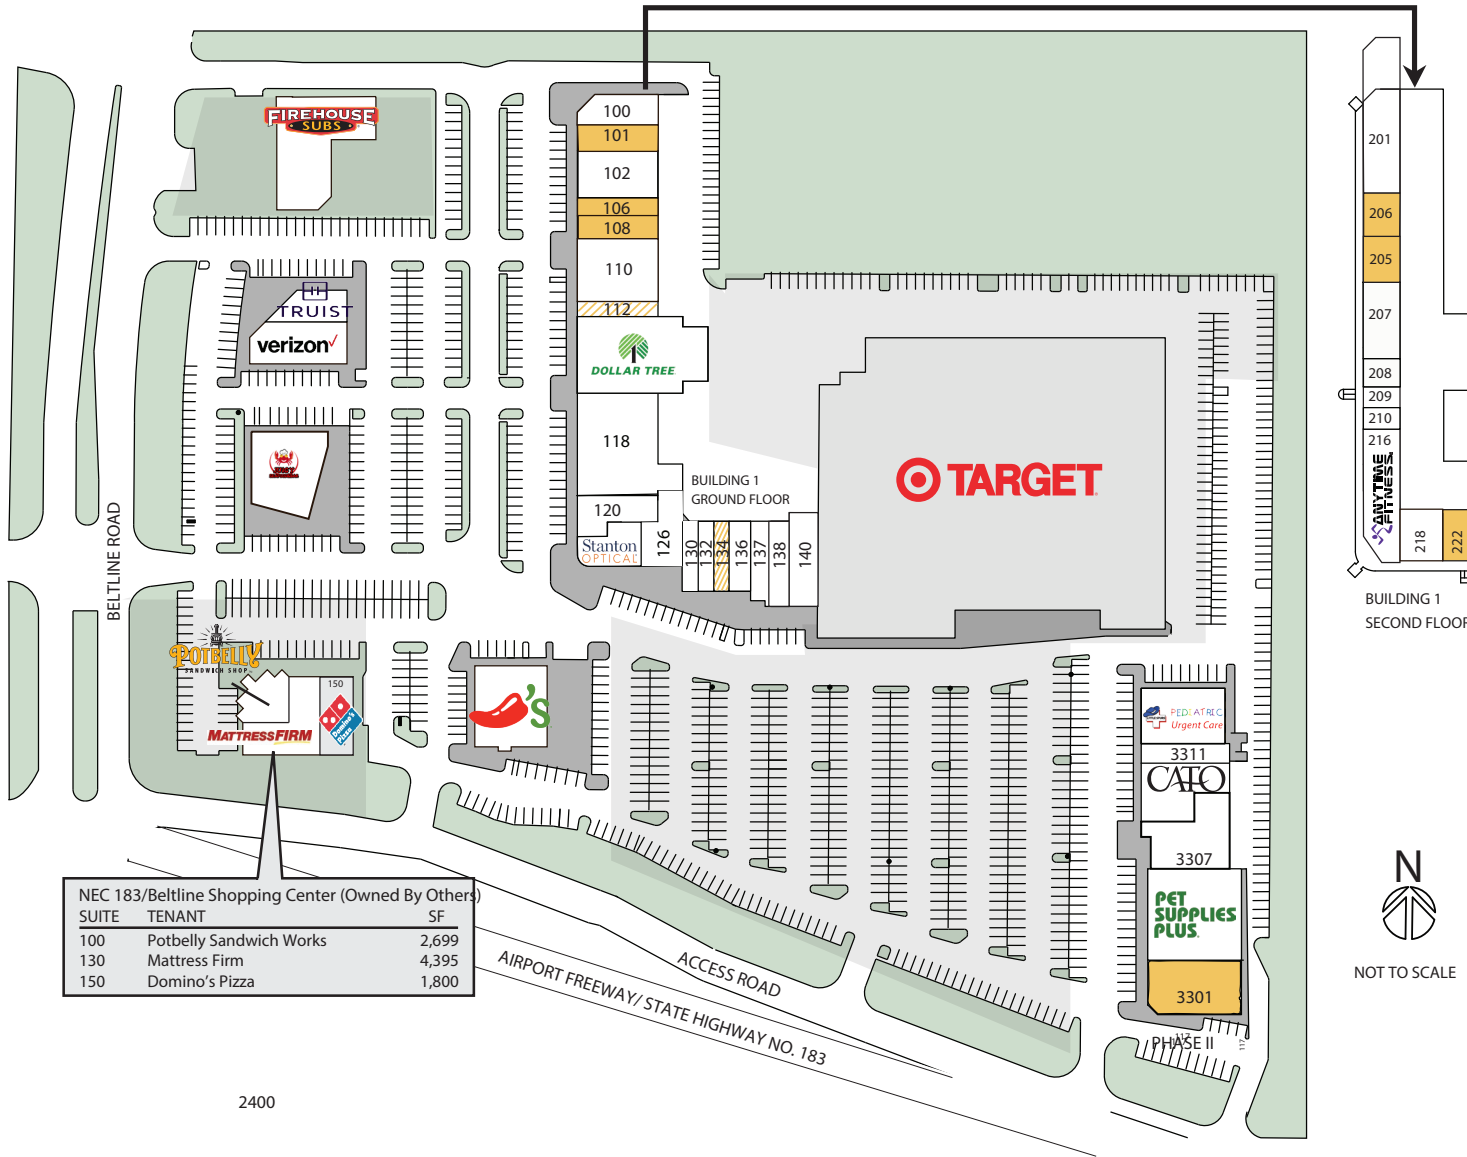 FIREHOUSE
SUBS
TRUIST
verizon
BELTLINE ROAD
POTBELLY
SANDWICH SHOP
150
MATTRESSFIRM
Domino's
Pizza
'S
100
101
102
106
108
110
112
DOLLAR TREE
118
120
Stanton
OPTICAL
126
BUILDING 1
GROUND FLOOR
130
132
134
136
137
138
140
TARGET
201
206
205
207
208
209
210
216
ANYTIME
FITNESS
218
222
BUILDING 1
SECOND FLOOR
PEDIATRIC
Urgent Care
3311
CATO
3307
PET
SUPPLIES
PLUS
3301
PHASE II
117
117
N
NOT TO SCALE
NEC 183/Beltline Shopping Center (Owned By Others)
SUITE TENANT SF
100 Potbelly Sandwich Works 2,699
130 Mattress Firm 4,395
150 Domino's Pizza 1,800
ACCESS ROAD
AIRPORT FREEWAY/ STATE HIGHWAY NO. 183
2400